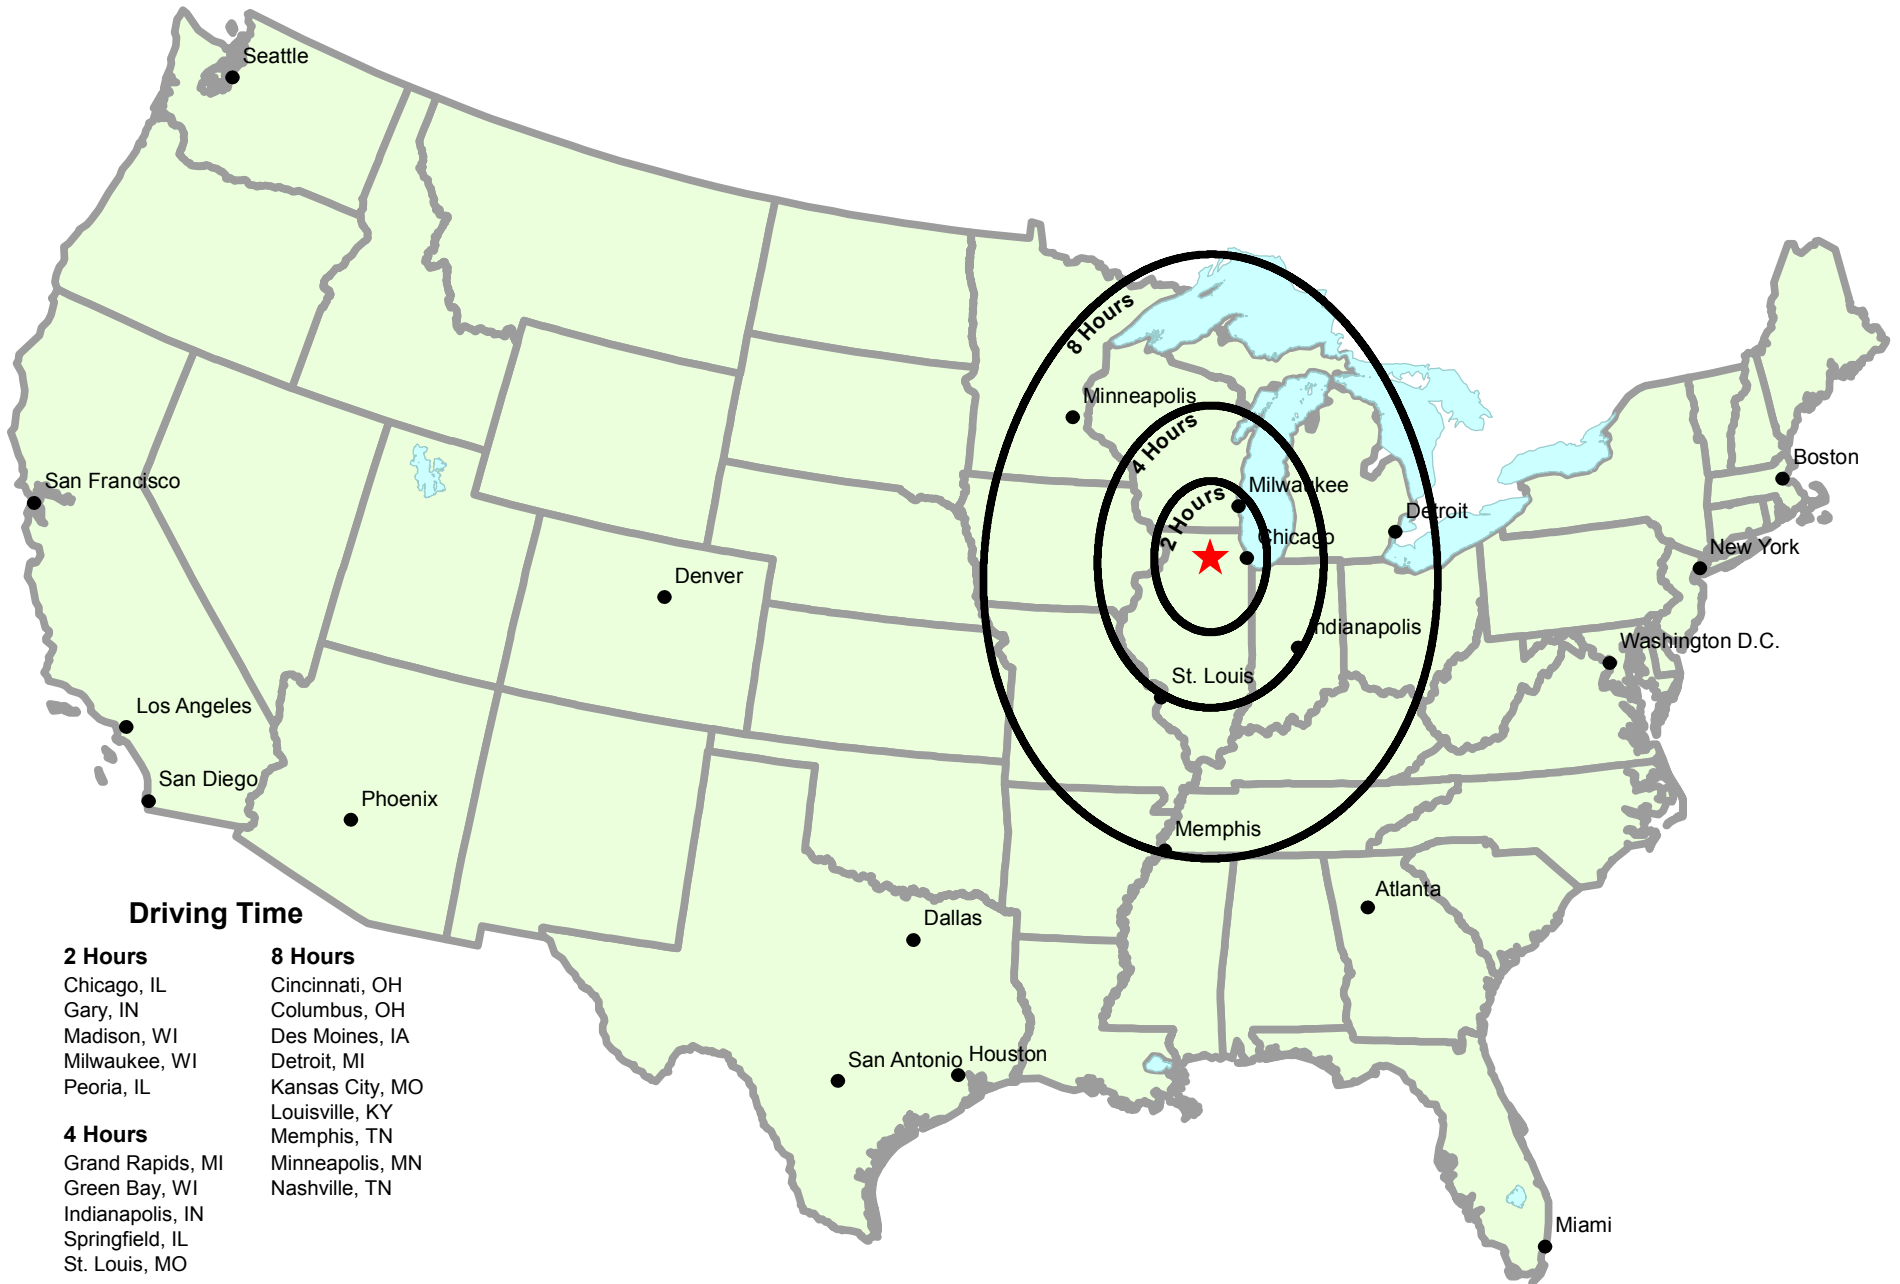 Seattle
8 Hours
Minneapolis
4 Hours
Boston
San Francisco
Milwaukee
2 Hours
Detroit
Chicago
New York
Denver
Indianapolis
Washington D.C.
St. Louis
Los Angeles
San Diego
Phoenix
Memphis
Atlanta
Dallas
San Antonio
Houston
Miami
Driving Time
2 Hours
Chicago, IL
Gary, IN
Madison, WI
Milwaukee, WI
Peoria, IL
4 Hours
Grand Rapids, MI
Green Bay, WI
Indianapolis, IN
Springfield, IL
St. Louis, MO
8 Hours
Cincinnati, OH
Columbus, OH
Des Moines, IA
Detroit, MI
Kansas City, MO
Louisville, KY
Memphis, TN
Minneapolis, MN
Nashville, TN